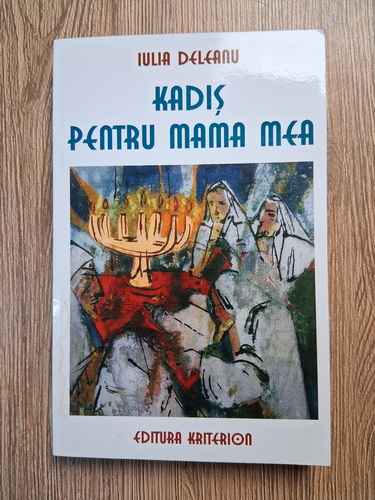 IULIA DELEANU
KADIȘ
PENTRU MAMA MEA
EDITURA KRITERION